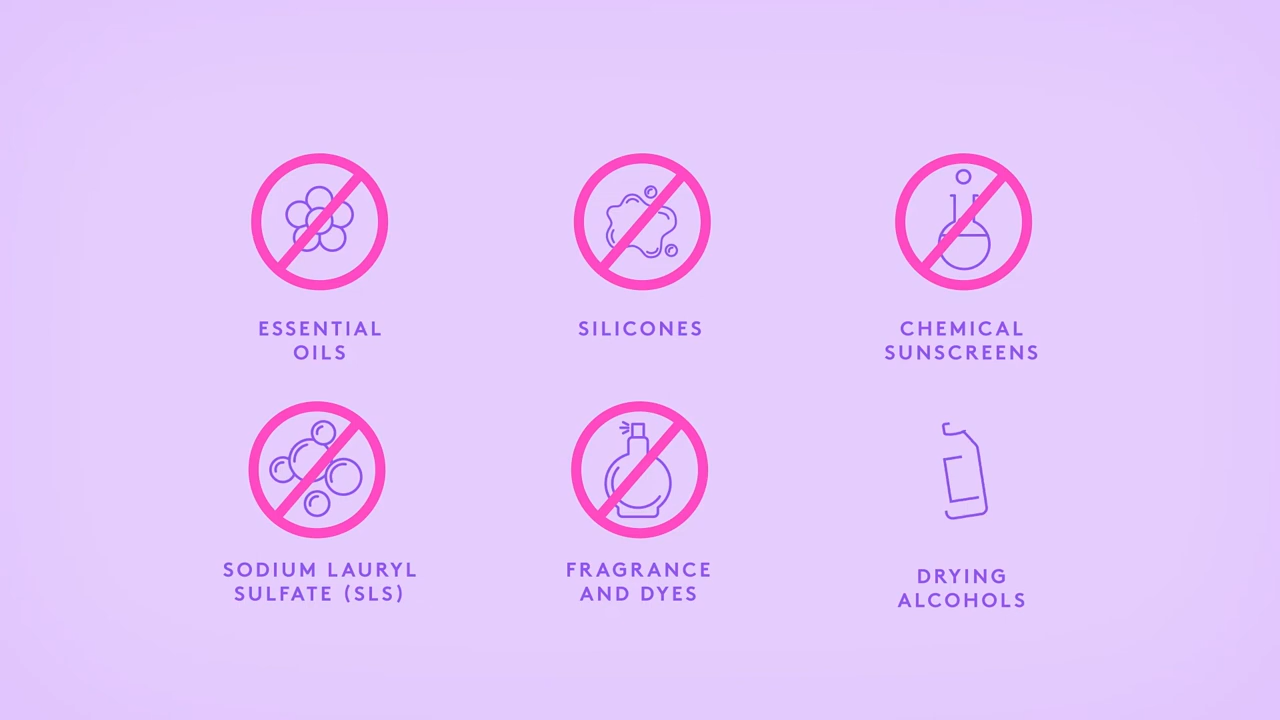 ESSENTIAL
OILS
SILICONES
CHEMICAL
SUNSCREENS
SODIUM LAURYL
SULFATE (SLS)
FRAGRANCE
AND DYES
DRYING
ALCOHOLS